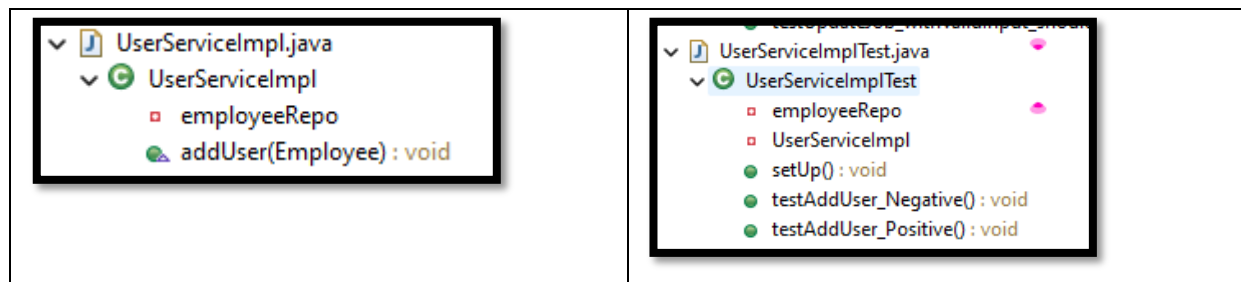 UserServiceImpl.java
UserServiceImpl
employeeRepo
addUser(Employee) : void
UserServiceImplTest.java
UserServiceImplTest
employeeRepo
UserServiceImpl
setUp() : void
testAddUser_Negative() : void
testAddUser_Positive() : void